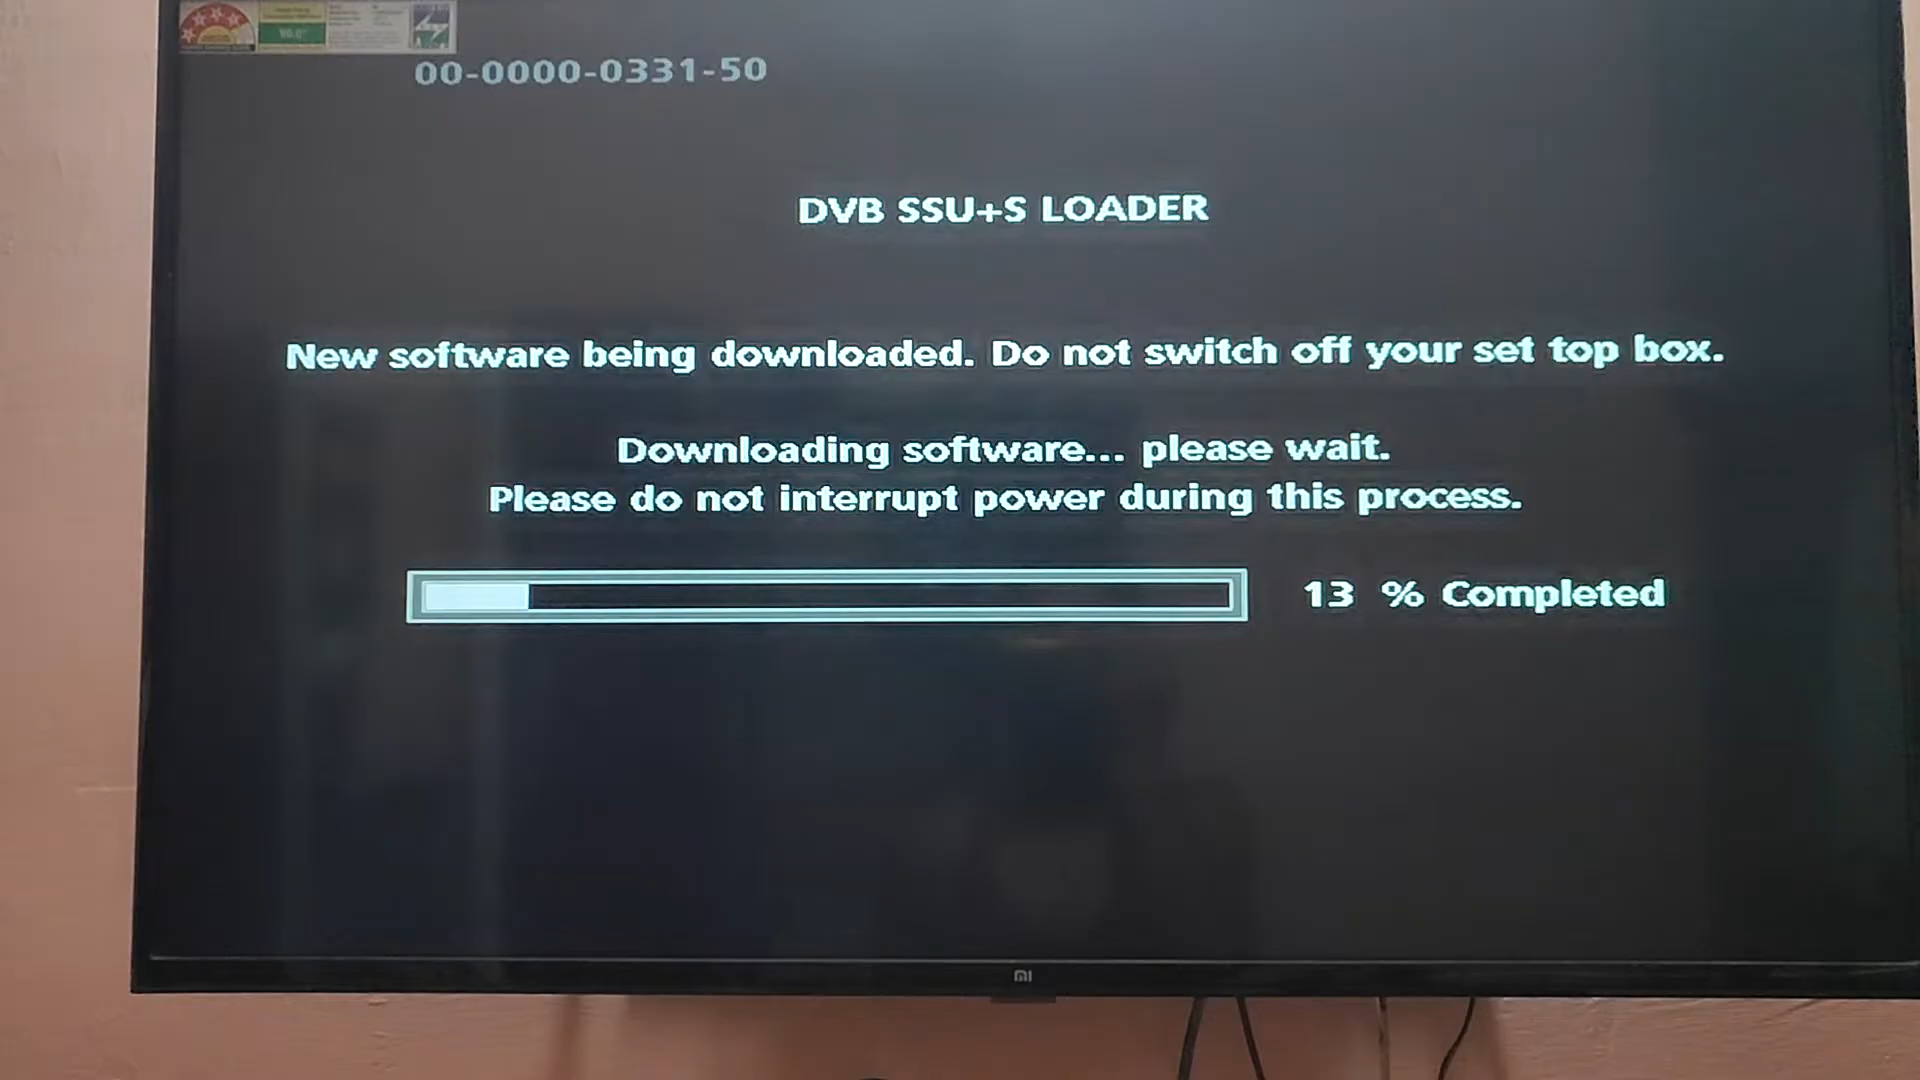 00-0000-0331-50
DVB SSU+S LOADER
New software being downloaded. Do not switch off your set top box.
Downloading software... please wait.
Please do not interrupt power during this process.
13 % Completed
mi